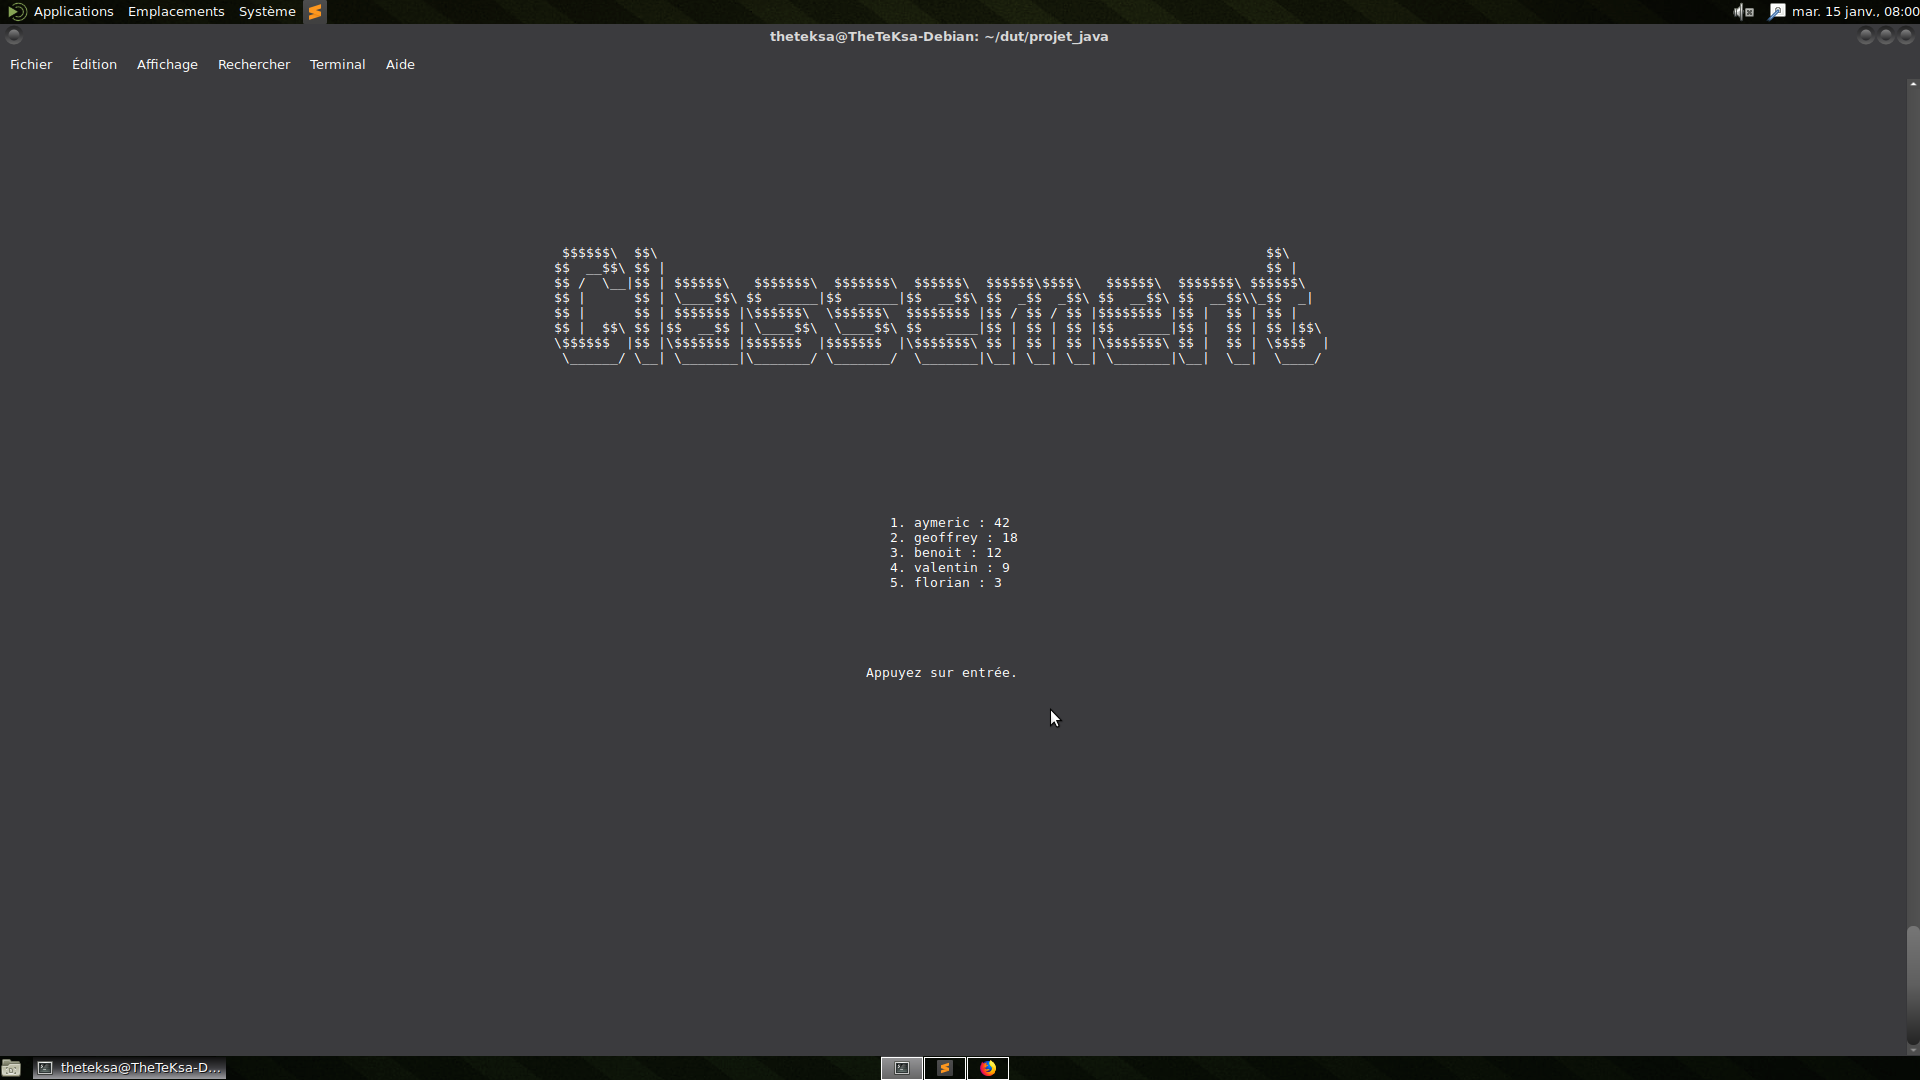 Applications Emplacements Système mar. 15 janv., 08:00
theteksa@TheTeKsa-Debian: ~/dut/projet_java
Fichier Édition Affichage Rechercher Terminal Aide
Classement
1. aymeric : 42
2. geoffrey : 18
3. benoit : 12
4. valentin : 9
5. florian : 3
Appuyez sur entrée.
theteksa@TheTeKsa-D...